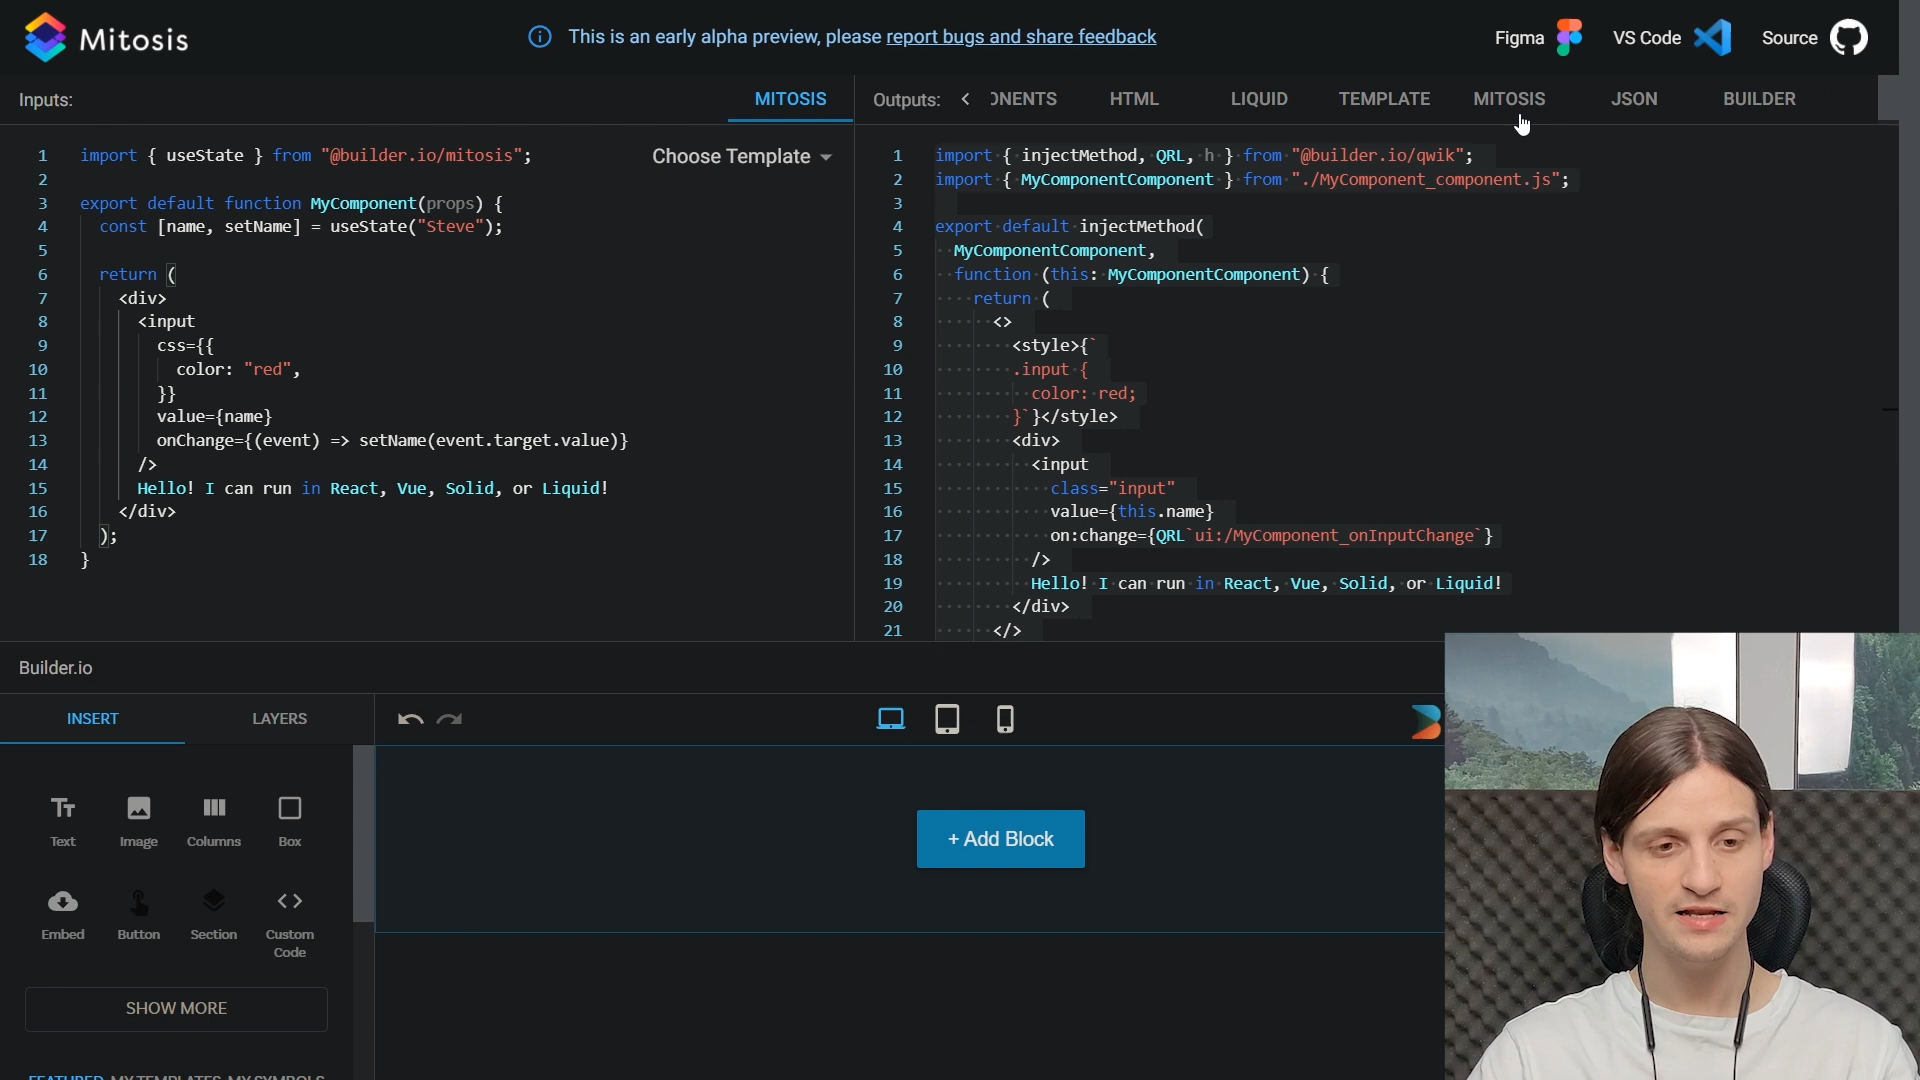 Mitosis
This is an early alpha preview, please report bugs and share feedback
Figma
VS Code
Source
Inputs:
MITOSIS
Choose Template
1 import { useState } from "@builder.io/mitosis";
2
3 export default function MyComponent(props) {
4 const [name, setName] = useState("Steve");
5
6 return (
7 <div>
8 <input
9 css={{
10 color: "red",
11 }}
12 value={name}
13 onChange={(event) => setName(event.target.value)}
14 />
15 Hello! I can run in React, Vue, Solid, or Liquid!
16 </div>
17 );
18 }
Outputs:
ONENTS
HTML
LIQUID
TEMPLATE
MITOSIS
JSON
BUILDER
1 import { injectMethod, QRL, h } from "@builder.io/qwik";
2 import { MyComponentComponent } from "./MyComponent_component.js";
3
4 export default injectMethod(
5 MyComponentComponent,
6 function (this: MyComponentComponent) {
7 return (
8 <>
9 <style>{`
10 .input {
11 color: red;
12 }`}</style>
13 <div>
14 <input
15 class="input"
16 value={this.name}
17 on:change={QRL`ui:/MyComponent_onInputChange`}
18 />
19 Hello! I can run in React, Vue, Solid, or Liquid!
20 </div>
21 </>
Builder.io
INSERT
LAYERS
Text
Image
Columns
Box
Embed
Button
Section
Custom
Code
SHOW MORE
FEATURED MY TEMPLATES MY SYMBOLS
+ Add Block